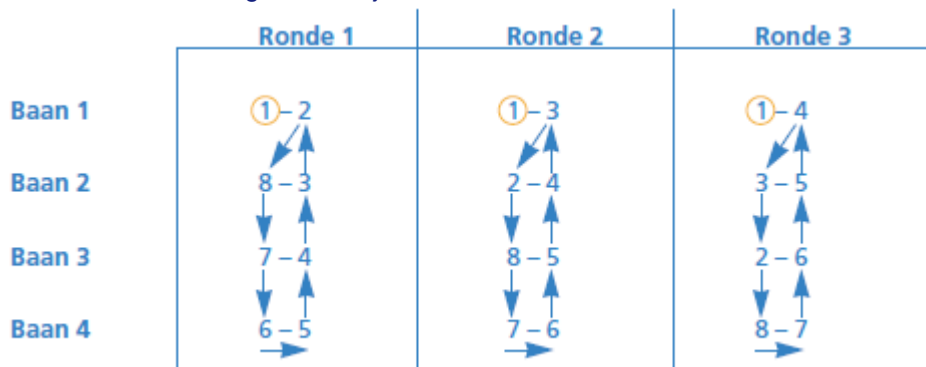 Ronde 1 Ronde 2 Ronde 3
Baan 1 1 – 2 1 – 3 1 – 4
Baan 2 8 – 3 2 – 4 3 – 5
Baan 3 7 – 4 8 – 5 2 – 6
Baan 4 6 – 5 7 – 6 8 – 7